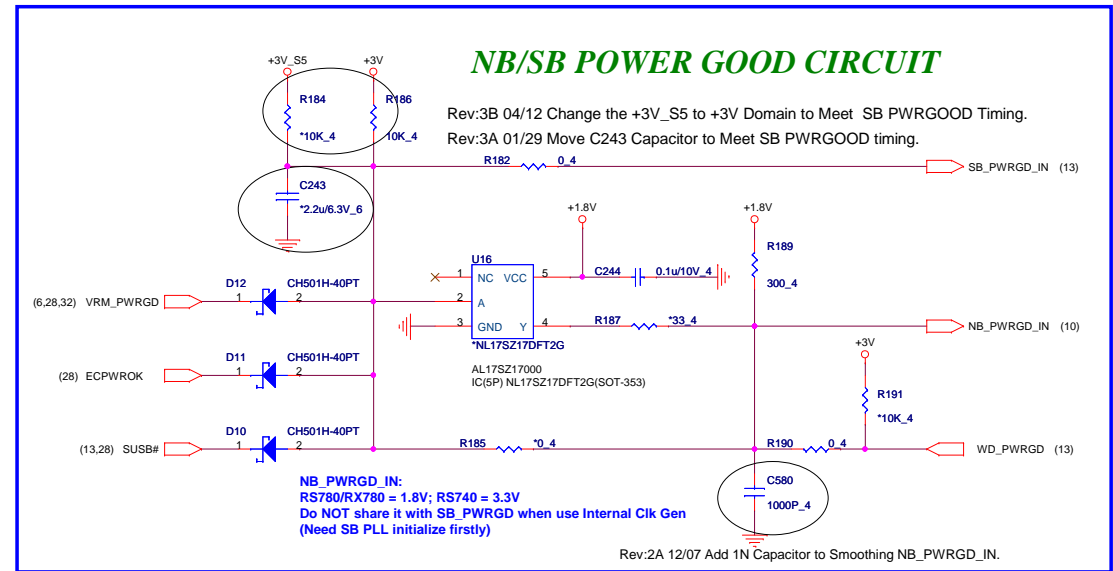 NB/SB POWER GOOD CIRCUIT
+3V_S5
+3V
R184
*10K_4
R186
10K_4
Rev:3B 04/12 Change the +3V_S5 to +3V Domain to Meet SB PWRGOOD Timing.
Rev:3A 01/29 Move C243 Capacitor to Meet SB PWRGOOD timing.
R182
0_4
SB_PWRGD_IN (13)
C243
*2.2u/6.3V_6
+1.8V
+1.8V
R189
300_4
U16
1 NC VCC 5
2 A
3 GND Y 4
*NL17SZ17DFT2G
AL17SZ17000
IC(5P) NL17SZ17DFT2G(SOT-353)
C244
0.1u/10V_4
R187
*33_4
NB_PWRGD_IN (10)
(6,28,32) VRM_PWRGD
D12
CH501H-40PT
1 2
(28) ECPWROK
D11
CH501H-40PT
1 2
(13,28) SUSB#
D10
CH501H-40PT
1 2
+3V
R191
*10K_4
R185
*0_4
R190
0_4
WD_PWRGD (13)
C580
1000P_4
NB_PWRGD_IN:
RS780/RX780 = 1.8V; RS740 = 3.3V
Do NOT share it with SB_PWRGD when use Internal Clk Gen
(Need SB PLL initialize firstly)
Rev:2A 12/07 Add 1N Capacitor to Smoothing NB_PWRGD_IN.